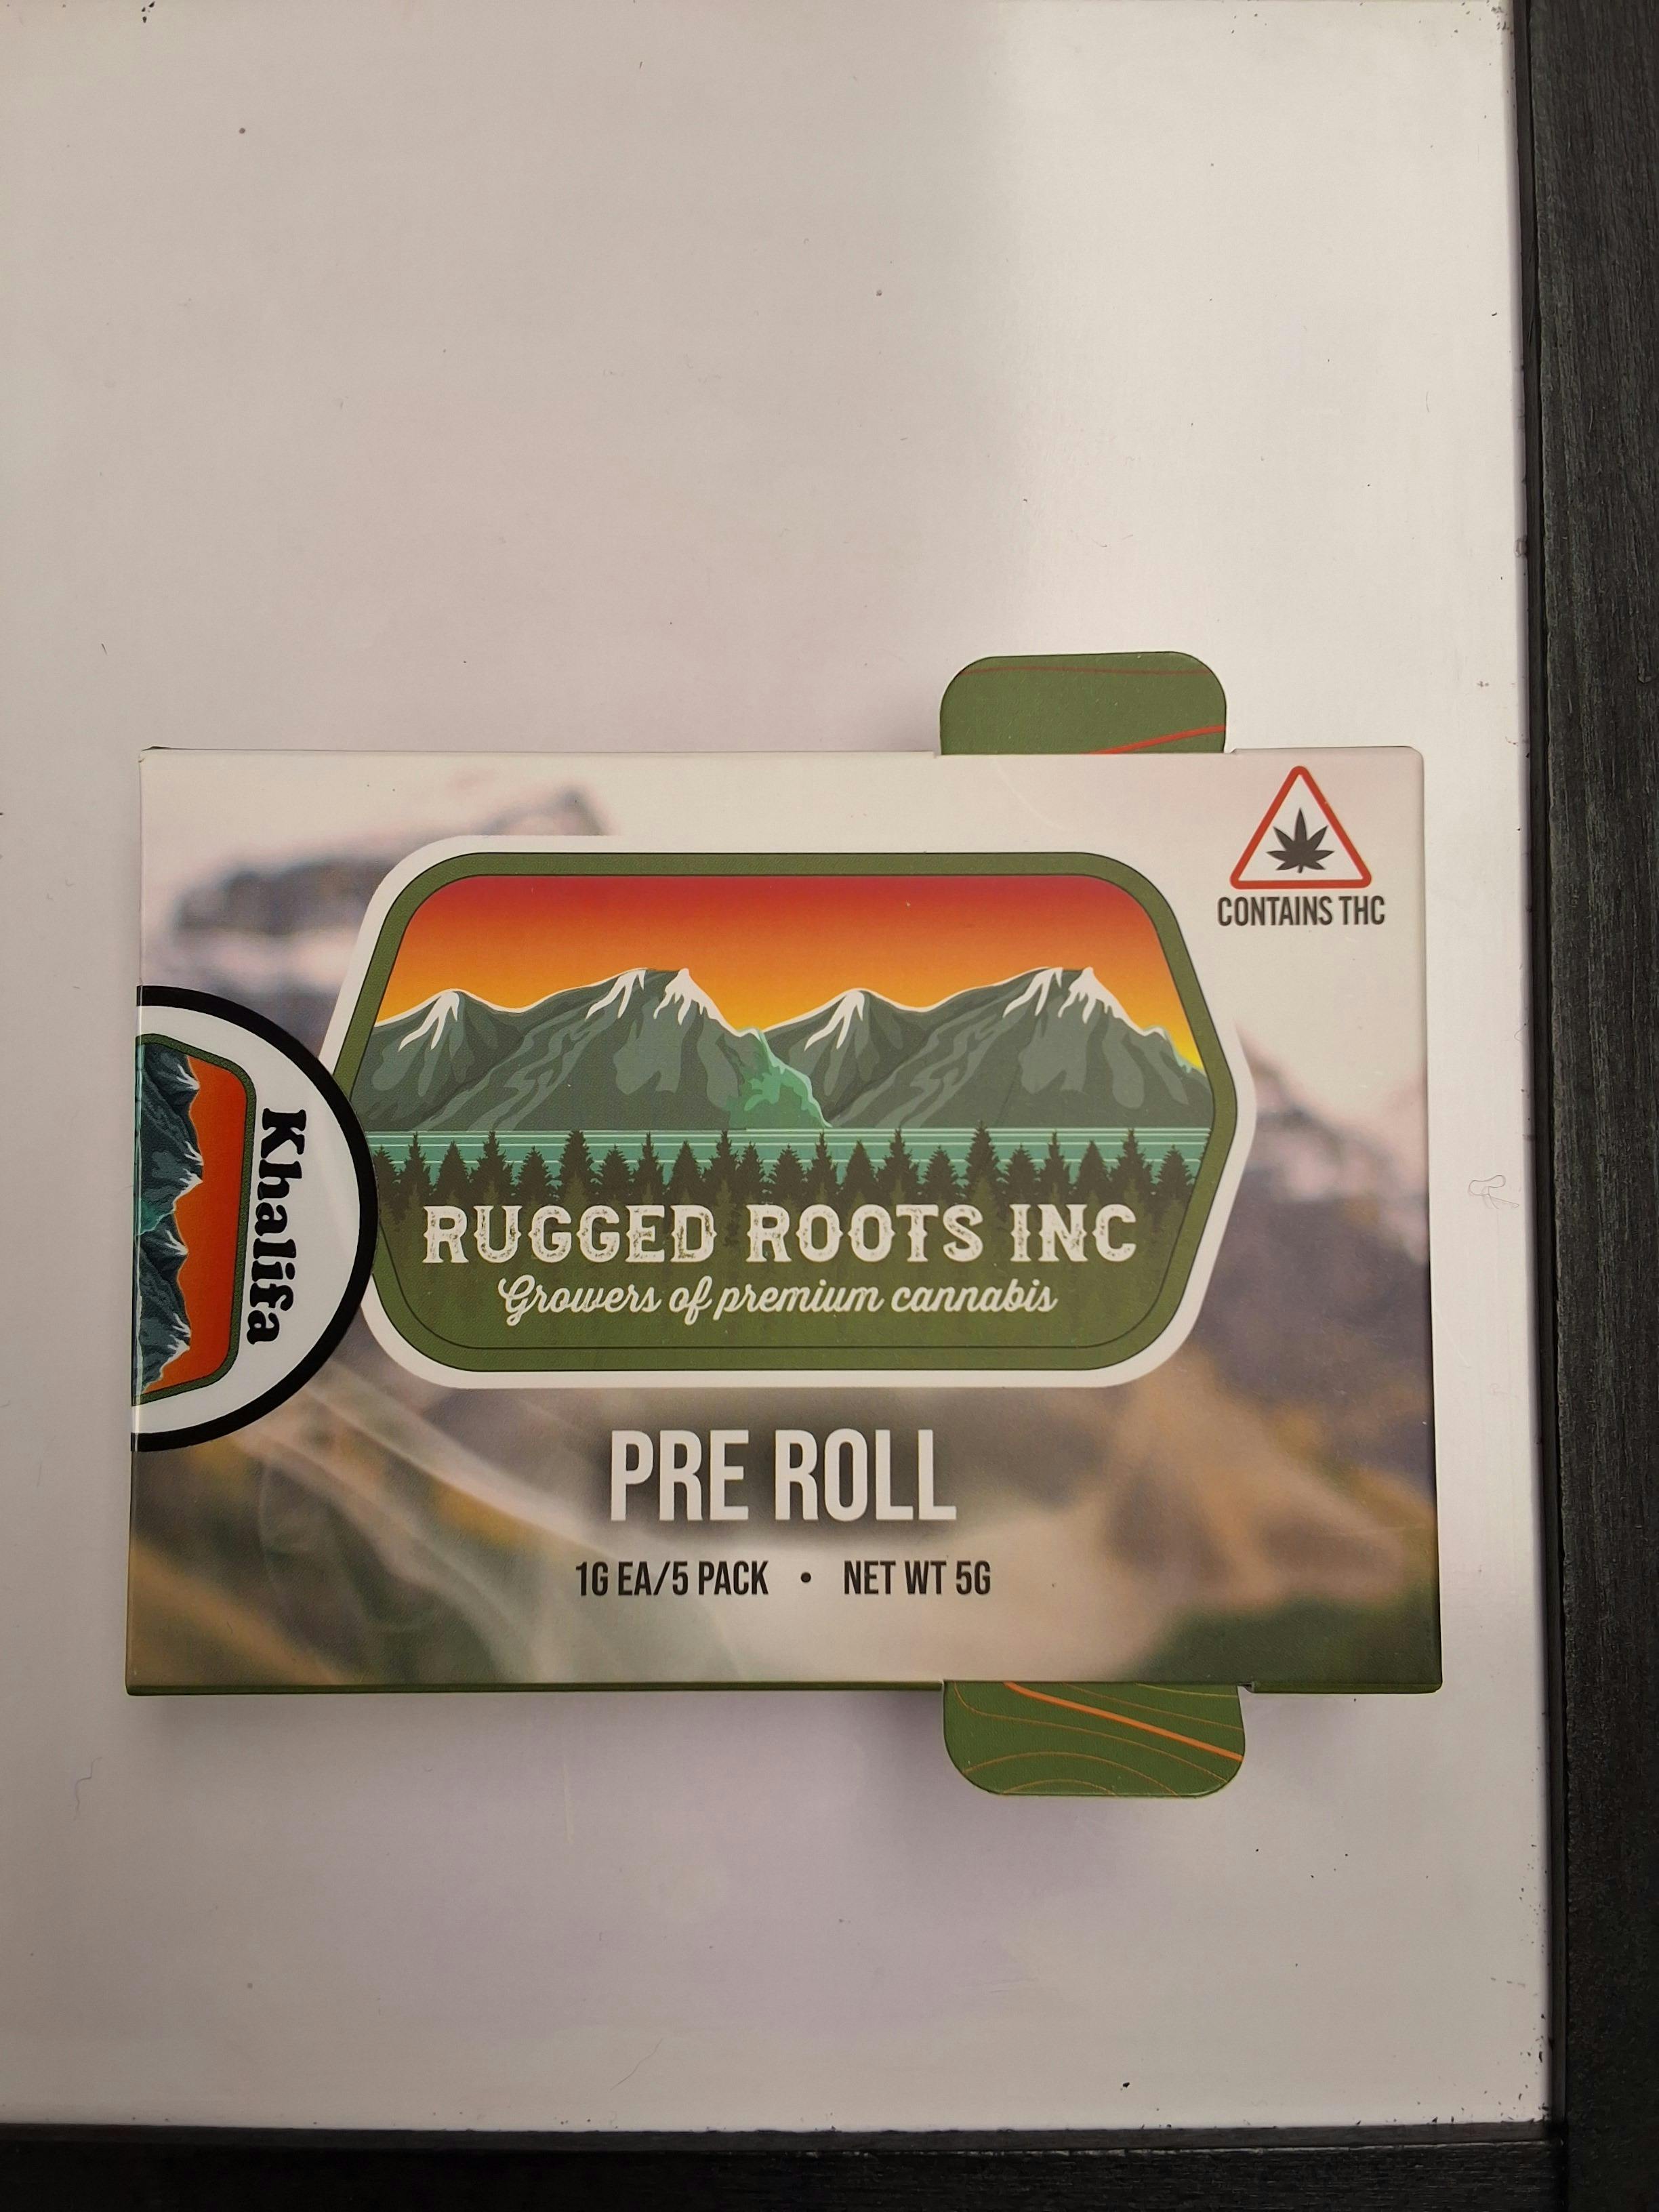 CONTAINS THC
Khalifa
RUGGED ROOTS INC
Growers of premium cannabis
PRE ROLL
1G EA/5 PACK • NET WT 5G